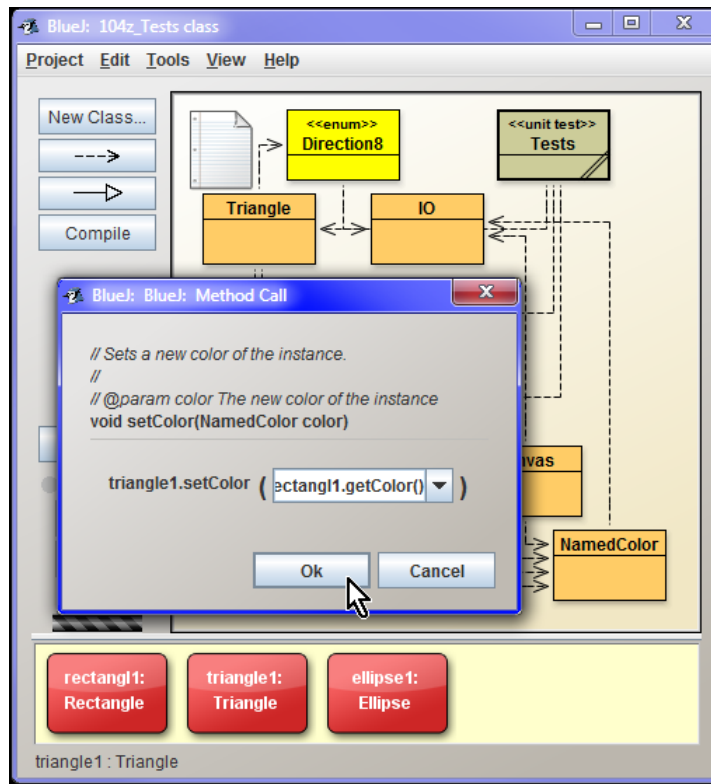 BlueJ: 104z_Tests class
Project Edit Tools View Help
New Class...
Compile
<<enum>>
Direction8
<<unit test>>
Tests
Triangle
IO
BlueJ: BlueJ: Method Call
// Sets a new color of the instance.
//
// @param color The new color of the instance
void setColor(NamedColor color)
triangle1.setColor ( ectangl1.getColor() )
Ok
Cancel
nvas
NamedColor
rectangl1:
Rectangle
triangle1:
Triangle
ellipse1:
Ellipse
triangle1 : Triangle